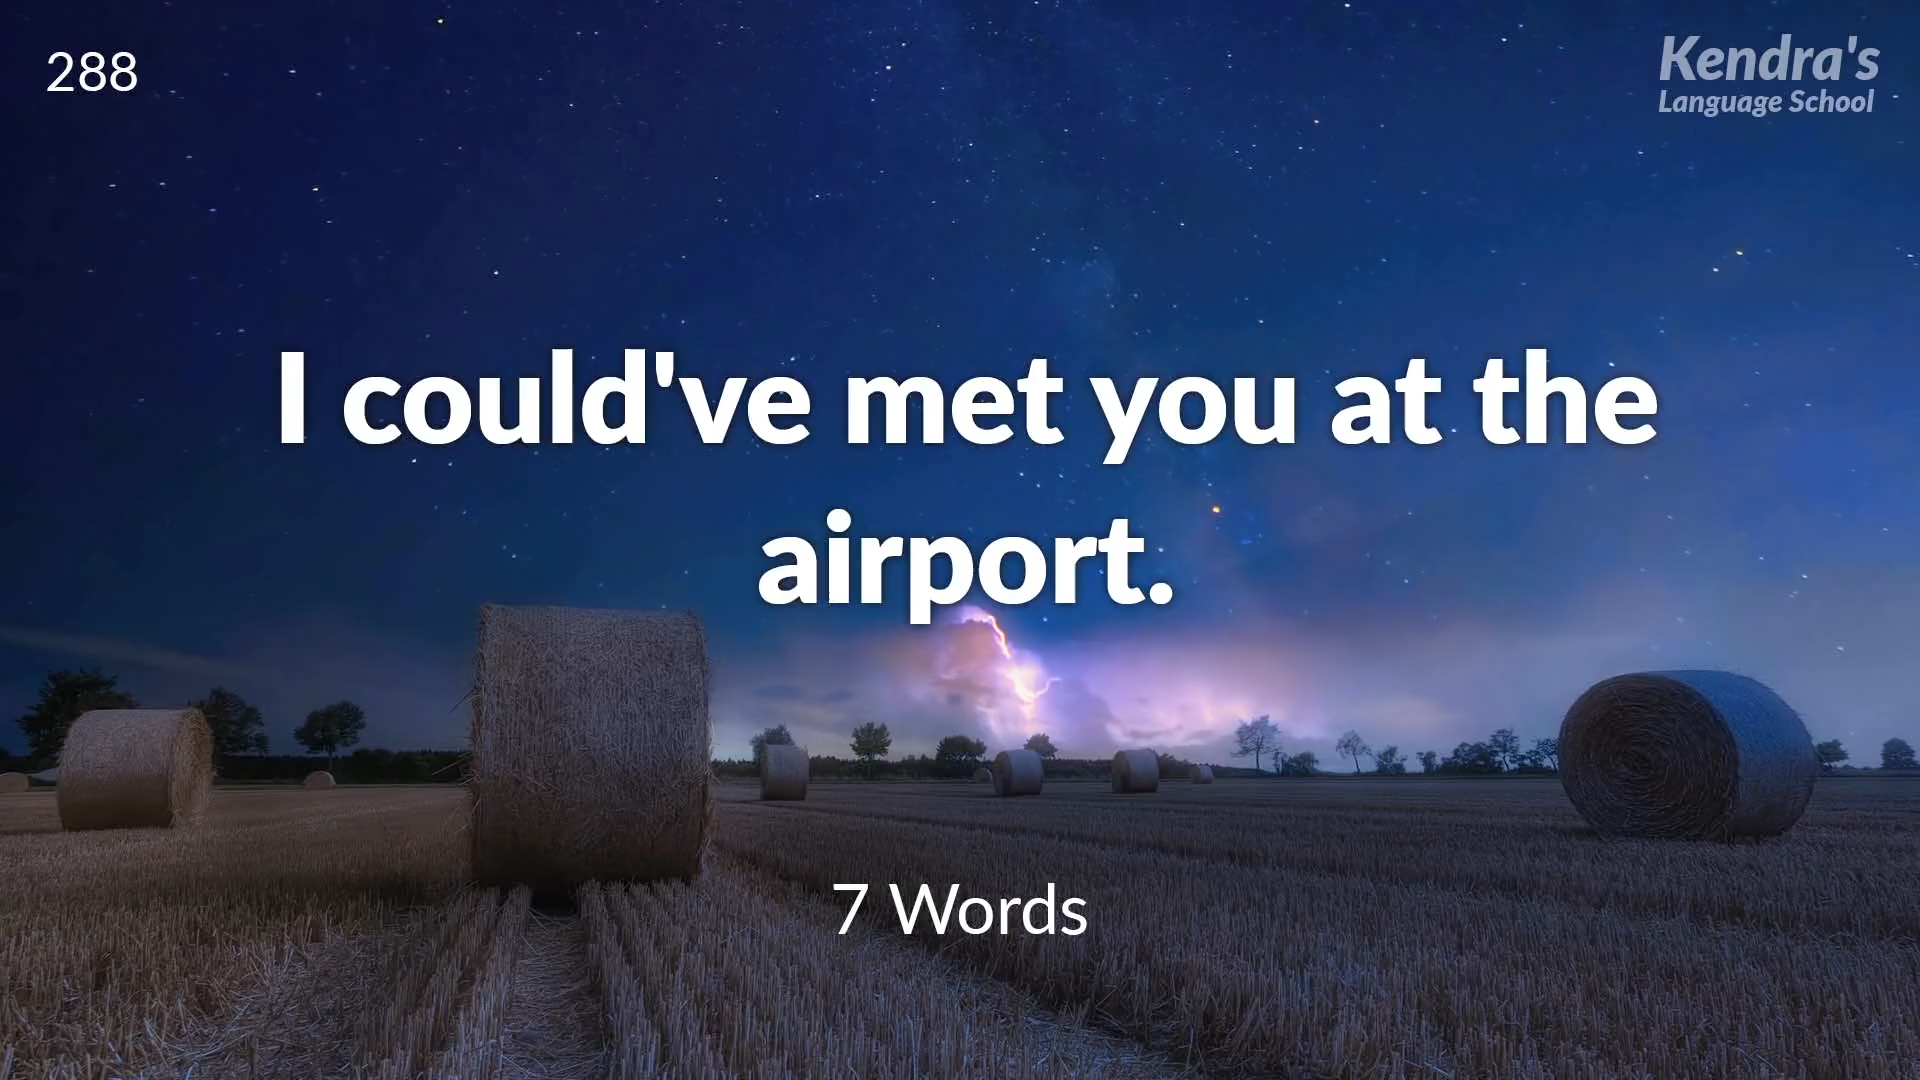 288
Kendra's
Language School
I could've met you at the
airport.
7 Words